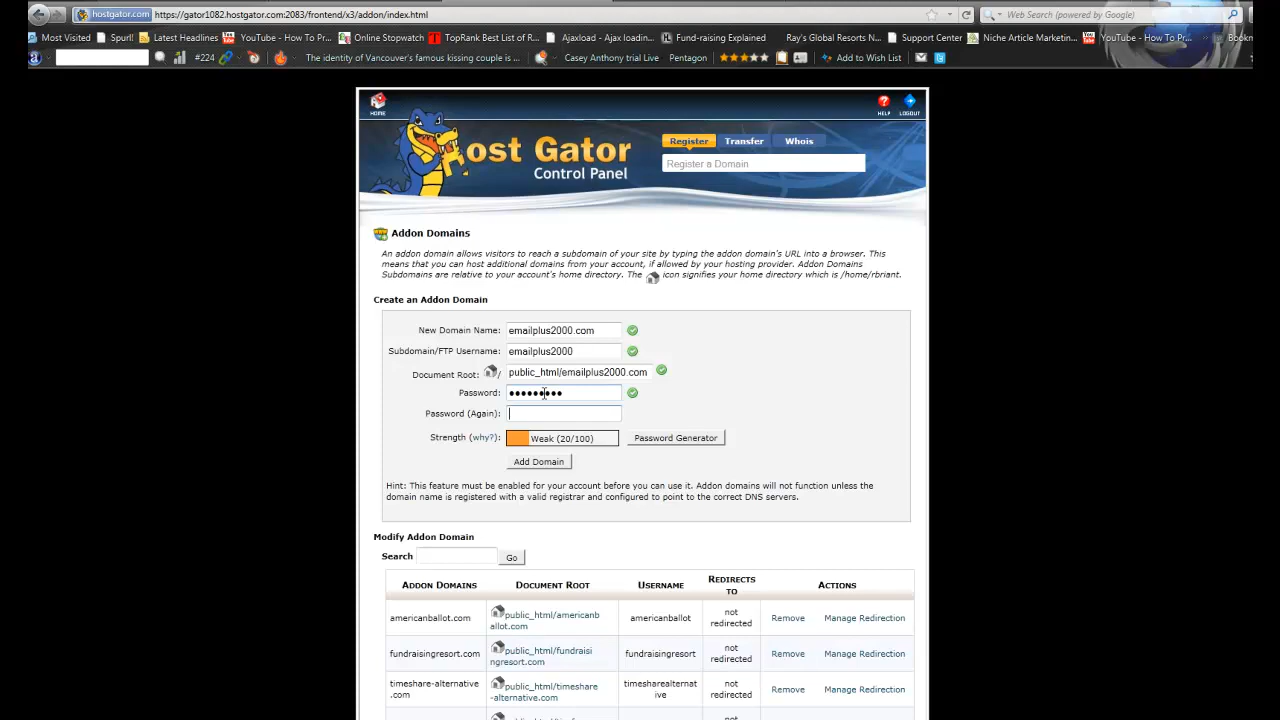 hostgator.com https://gator1082.hostgator.com:2083/frontend/x3/addon/index.html Web Search (powered by Google)
Most Visited Spurl! Latest Headlines YouTube - How To Pr... Online Stopwatch TopRank Best List of R... Ajaxload - Ajax loadin... Fund-raising Explained Ray's Global Resorts N... Support Center Niche Article Marketin... YouTube - How To Pr... Bookm
#224 The identity of Vancouver's famous kissing couple is ... Casey Anthony trial Live Pentagon Add to Wish List
HOME HELP LOGOUT
Register Transfer Whois
ost Gator
Register a Domain
Control Panel
Addon Domains
An addon domain allows visitors to reach a subdomain of your site by typing the addon domain's URL into a browser. This
means that you can host additional domains from your account, if allowed by your hosting provider. Addon Domains
Subdomains are relative to your account's home directory. The icon signifies your home directory which is /home/rbriant.
Create an Addon Domain
New Domain Name: emailplus2000.com
Subdomain/FTP Username: emailplus2000
Document Root: / public_html/emailplus2000.com
Password: •••••••••
Password (Again):
Strength (why?): Weak (20/100) Password Generator
Add Domain
Hint: This feature must be enabled for your account before you can use it. Addon domains will not function unless the
domain name is registered with a valid registrar and configured to point to the correct DNS servers.
Modify Addon Domain
Search Go
ADDON DOMAINS DOCUMENT ROOT USERNAME REDIRECTS TO ACTIONS
americanballot.com public_html/americanb allot.com americanballot not redirected Remove Manage Redirection
fundraisingresort.com public_html/fundraisi ngresort.com fundraisingresort not redirected Remove Manage Redirection
timeshare-alternative .com public_html/timeshare -alternative.com timesharealternat ive not redirected Remove Manage Redirection